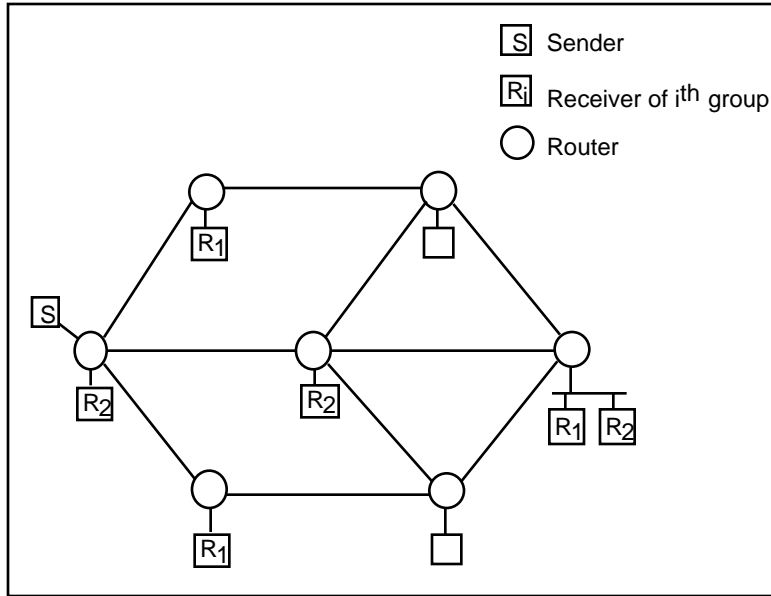 S Sender
Ri Receiver of ith group
Router
R1
S
R2
R2
R1 R2
R1